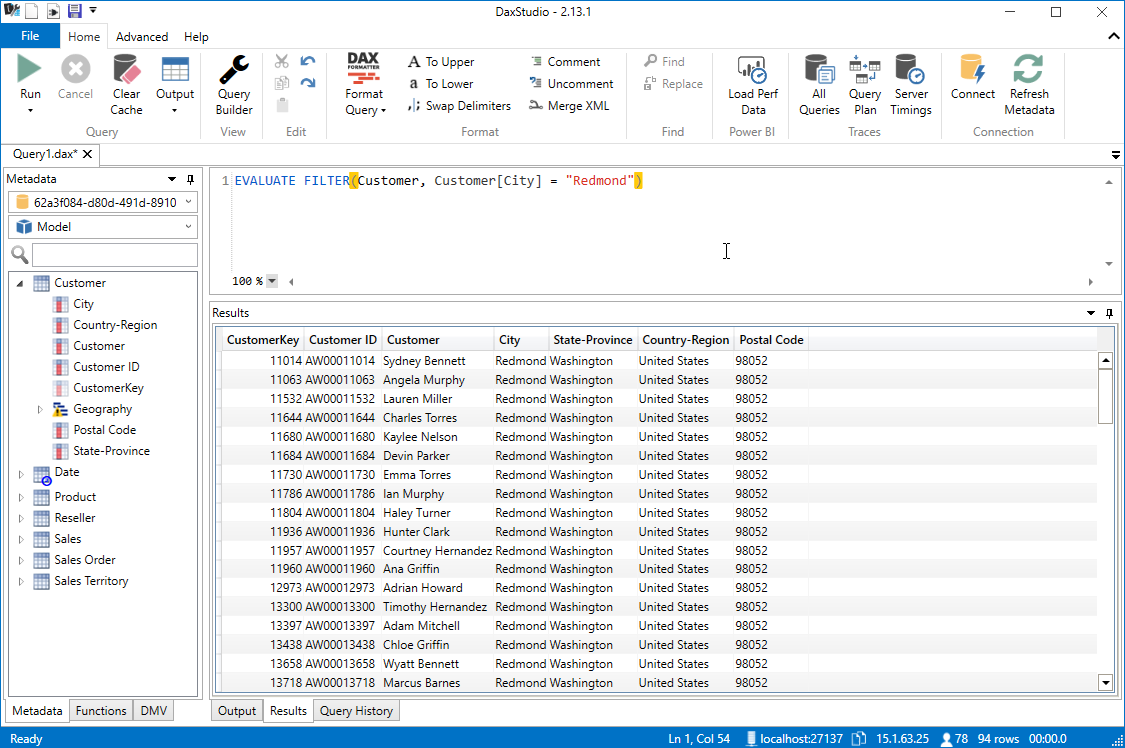 DaxStudio - 2.13.1
File Home Advanced Help
Run Cancel Clear Cache Output
Query
Query Builder
View
Edit
DAX FORMATTER
Format Query
A To Upper
a To Lower
Swap Delimiters
Comment
Uncomment
Merge XML
Format
Find
Replace
Find
Load Perf Data
Power BI
All Queries Query Plan Server Timings
Traces
Connect Refresh Metadata
Connection
Query1.dax*
Metadata
62a3f084-d80d-491d-8910
Model
Customer
City
Country-Region
Customer
Customer ID
CustomerKey
Geography
Postal Code
State-Province
Date
Product
Reseller
Sales
Sales Order
Sales Territory
1 EVALUATE FILTER(Customer, Customer[City] = "Redmond")
100 %
Results
CustomerKey Customer ID Customer City State-Province Country-Region Postal Code
11014 AW00011014 Sydney Bennett Redmond Washington United States 98052
11063 AW00011063 Angela Murphy Redmond Washington United States 98052
11532 AW00011532 Lauren Miller Redmond Washington United States 98052
11644 AW00011644 Charles Torres Redmond Washington United States 98052
11680 AW00011680 Kaylee Nelson Redmond Washington United States 98052
11684 AW00011684 Devin Parker Redmond Washington United States 98052
11730 AW00011730 Emma Torres Redmond Washington United States 98052
11786 AW00011786 Ian Murphy Redmond Washington United States 98052
11804 AW00011804 Haley Turner Redmond Washington United States 98052
11936 AW00011936 Hunter Clark Redmond Washington United States 98052
11957 AW00011957 Courtney Hernandez Redmond Washington United States 98052
11960 AW00011960 Ana Griffin Redmond Washington United States 98052
12973 AW00012973 Adrian Howard Redmond Washington United States 98052
13300 AW00013300 Timothy Hernandez Redmond Washington United States 98052
13397 AW00013397 Adam Mitchell Redmond Washington United States 98052
13438 AW00013438 Chloe Griffin Redmond Washington United States 98052
13658 AW00013658 Wyatt Bennett Redmond Washington United States 98052
13718 AW00013718 Marcus Barnes Redmond Washington United States 98052
Metadata Functions DMV
Output Results Query History
Ready
Ln 1, Col 54 localhost:27137 15.1.63.25 78 94 rows 00:00.0